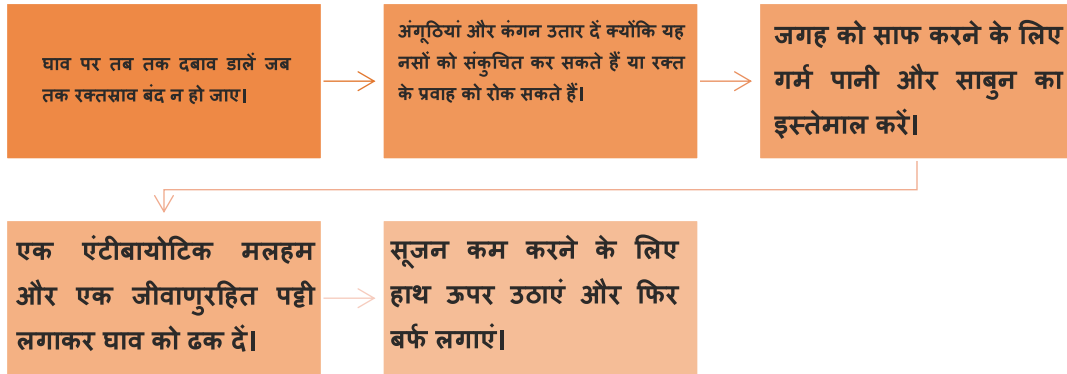 घाव पर तब तक दबाव डालें जब
तक रक्तस्राव बंद न हो जाए।
अंगूठियां और कंगन उतार दें क्योंकि यह
नसों को संकुचित कर सकते हैं या रक्त
के प्रवाह को रोक सकते हैं।
जगह को साफ करने के लिए
गर्म पानी और साबुन का
इस्तेमाल करें।
एक एंटीबायोटिक मलहम
और एक जीवाणुरहित पट्टी
लगाकर घाव को ढक दें।
सूजन कम करने के लिए
हाथ ऊपर उठाएं और फिर
बर्फ लगाएं।